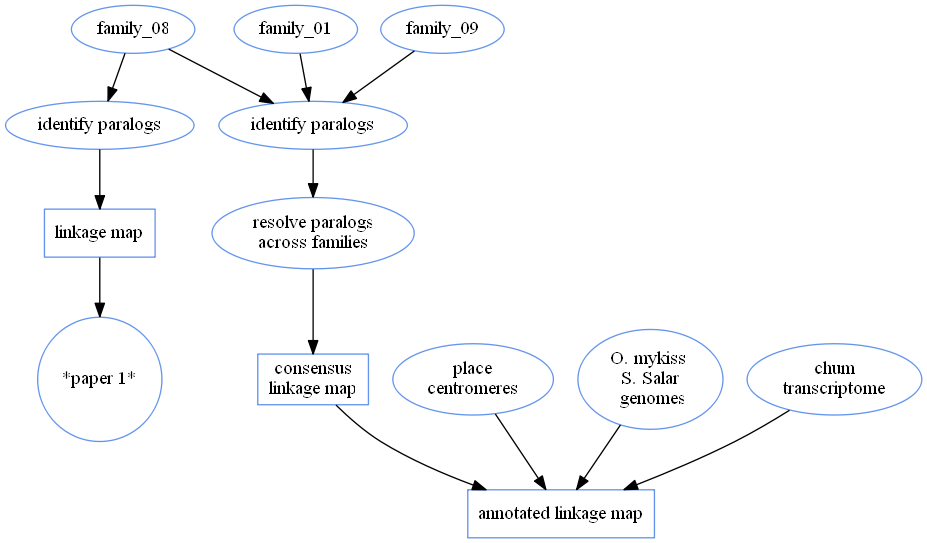 family_08
family_01
family_09
identify paralogs
identify paralogs
linkage map
resolve paralogs
across families
*paper 1*
consensus
linkage map
place
centromeres
O. mykiss
S. Salar
genomes
chum
transcriptome
annotated linkage map